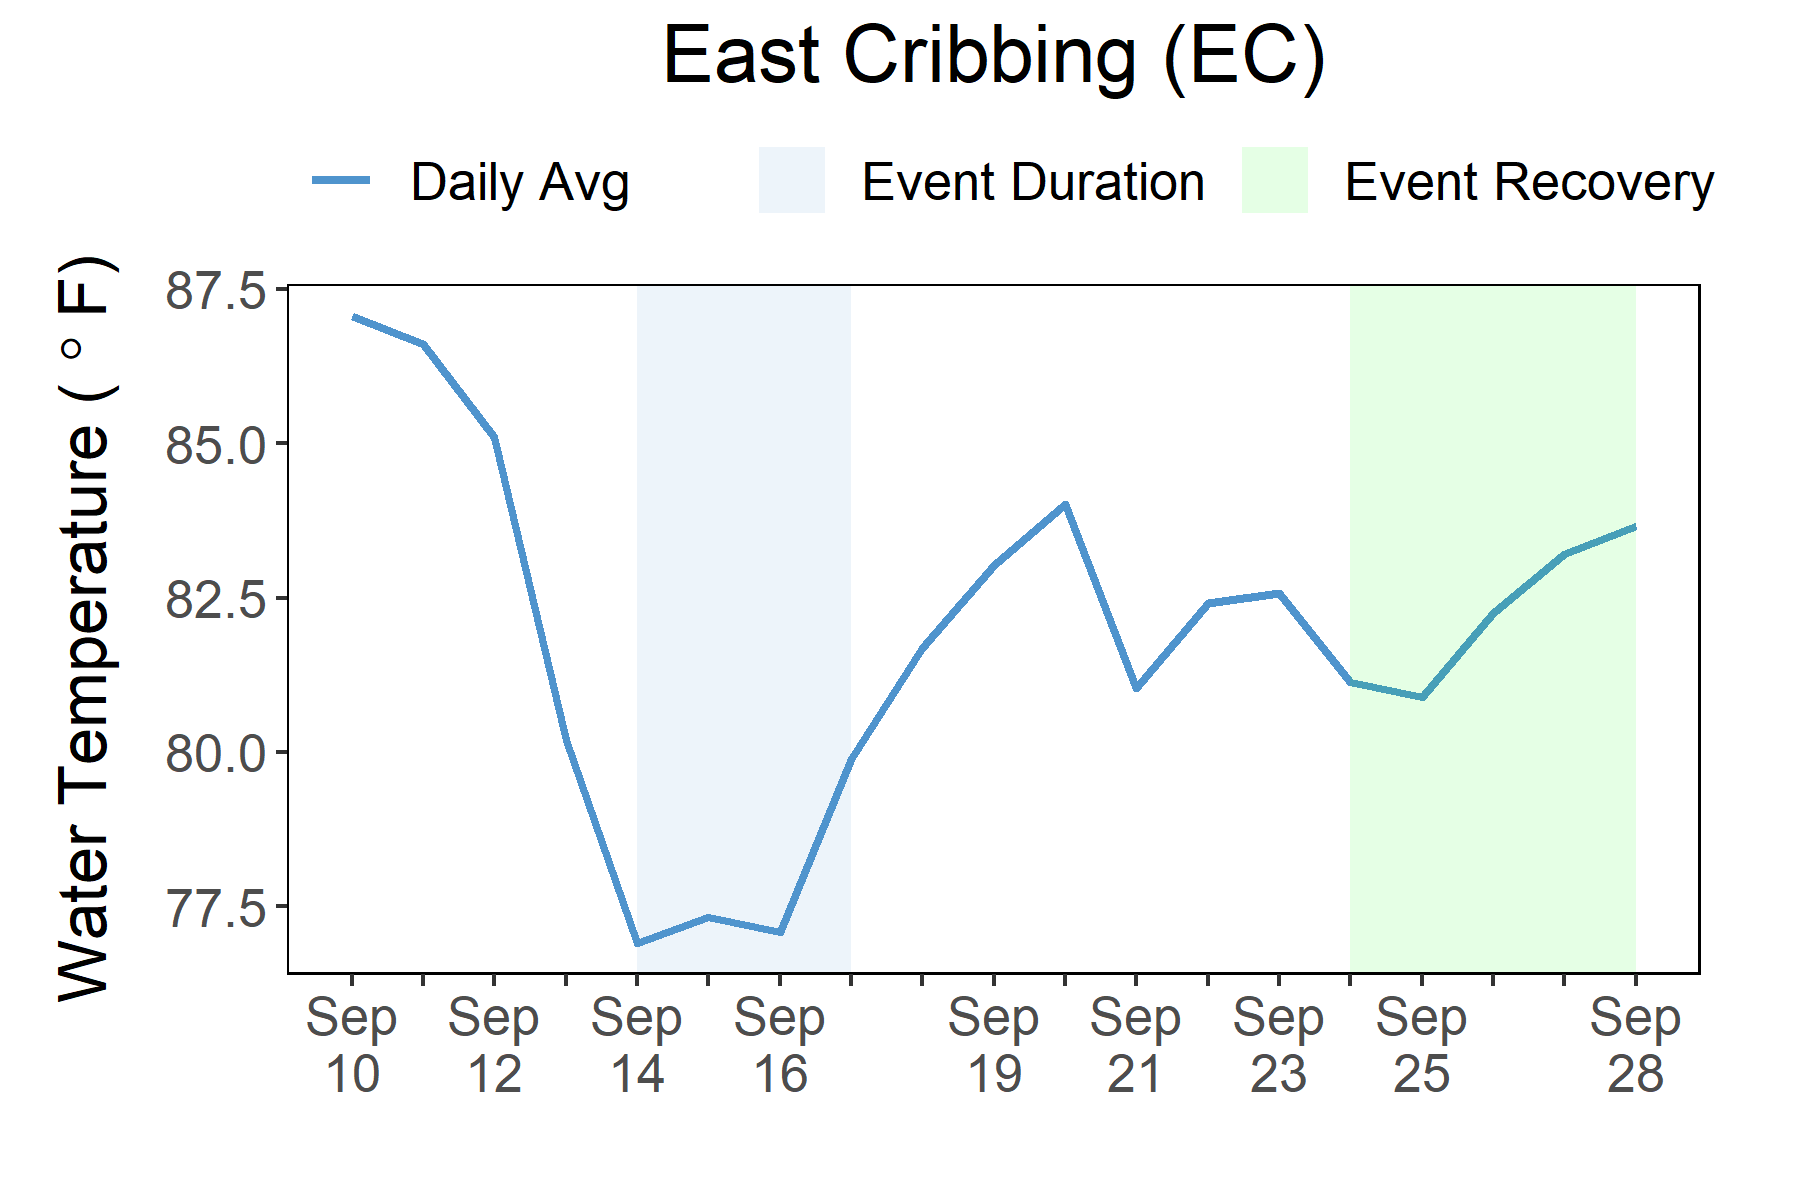 East Cribbing (EC)
Daily Avg Event Duration Event Recovery
Water Temperature ( ° F)
87.5
85.0
82.5
80.0
77.5
Sep Sep Sep Sep Sep Sep Sep Sep Sep
10 12 14 16 19 21 23 25 28